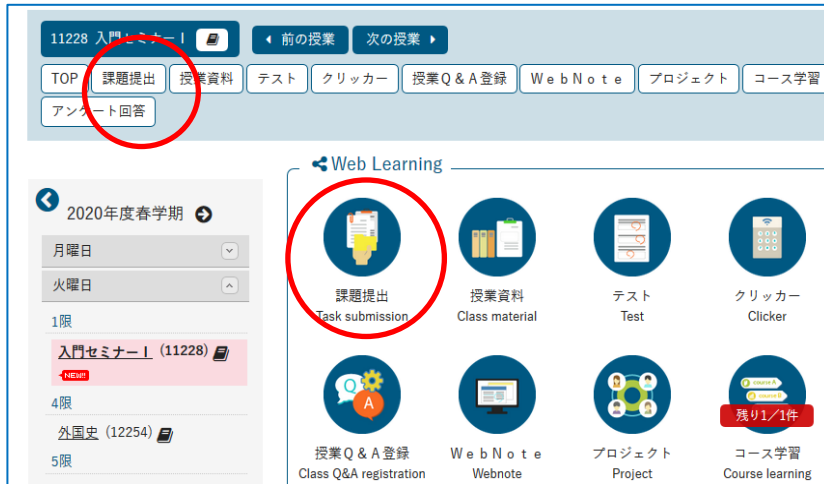 11228 入門セミナーⅠ
前の授業
次の授業
TOP
課題提出
授業資料
テスト
クリッカー
授業Q&A登録
ＷｅｂＮｏｔｅ
プロジェクト
コース学習
アンケート回答
Web Learning
2020年度春学期
月曜日
火曜日
1限
入門セミナーⅠ (11228)
NEW!!
4限
外国史 (12254)
5限
課題提出
Task submission
授業資料
Class material
テスト
Test
クリッカー
Clicker
Q
A
授業Q&A登録
Class Q&A registration
ＷｅｂＮｏｔｅ
Webnote
プロジェクト
Project
course A
残り1／1件
コース学習
Course learning